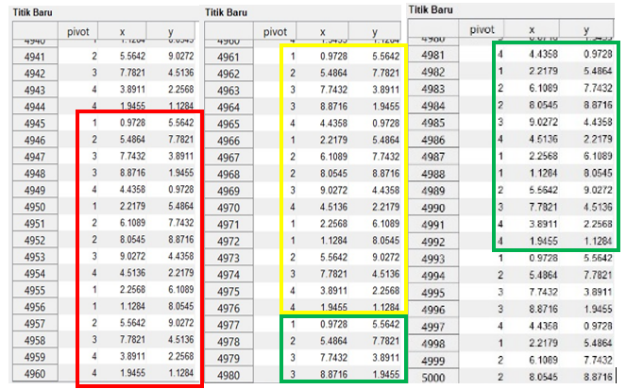 Titik Baru
pivot x y
4941 2 5.5642 9.0272
4942 3 7.7821 4.5136
4943 4 3.8911 2.2568
4944 4 1.9455 1.1284
4945 1 0.9728 5.5642
4946 2 5.4864 7.7821
4947 3 7.7432 3.8911
4948 3 8.8716 1.9455
4949 4 4.4358 0.9728
4950 1 2.2179 5.4864
4951 2 6.1089 7.7432
4952 2 8.0545 8.8716
4953 3 9.0272 4.4358
4954 4 4.5136 2.2179
4955 1 2.2568 6.1089
4956 1 1.1284 8.0545
4957 2 5.5642 9.0272
4958 3 7.7821 4.5136
4959 4 3.8911 2.2568
4960 4 1.9455 1.1284
Titik Baru
pivot x y
4961 1 0.9728 5.5642
4962 2 5.4864 7.7821
4963 3 7.7432 3.8911
4964 3 8.8716 1.9455
4965 4 4.4358 0.9728
4966 1 2.2179 5.4864
4967 2 6.1089 7.7432
4968 2 8.0545 8.8716
4969 3 9.0272 4.4358
4970 4 4.5136 2.2179
4971 1 2.2568 6.1089
4972 1 1.1284 8.0545
4973 2 5.5642 9.0272
4974 3 7.7821 4.5136
4975 4 3.8911 2.2568
4976 4 1.9455 1.1284
4977 1 0.9728 5.5642
4978 2 5.4864 7.7821
4979 3 7.7432 3.8911
4980 3 8.8716 1.9455
Titik Baru
pivot x y
4981 4 4.4358 0.9728
4982 1 2.2179 5.4864
4983 2 6.1089 7.7432
4984 2 8.0545 8.8716
4985 3 9.0272 4.4358
4986 4 4.5136 2.2179
4987 1 2.2568 6.1089
4988 1 1.1284 8.0545
4989 2 5.5642 9.0272
4990 3 7.7821 4.5136
4991 4 3.8911 2.2568
4992 4 1.9455 1.1284
4993 1 0.9728 5.5642
4994 2 5.4864 7.7821
4995 3 7.7432 3.8911
4996 3 8.8716 1.9455
4997 4 4.4358 0.9728
4998 1 2.2179 5.4864
4999 2 6.1089 7.7432
5000 2 8.0545 8.8716